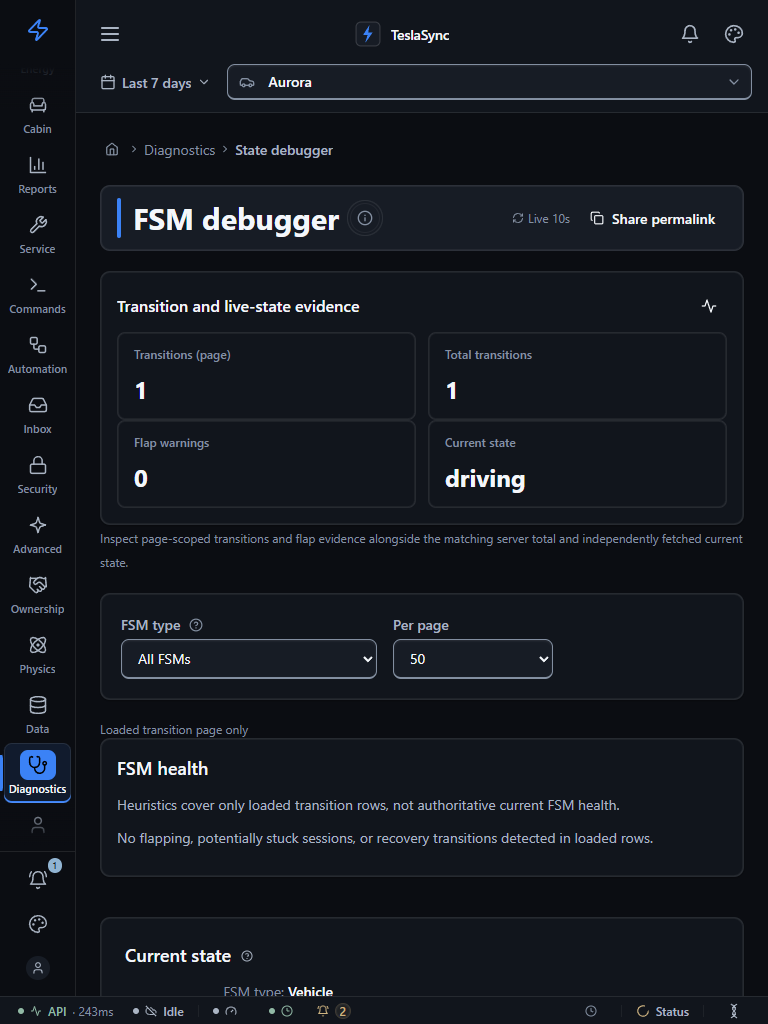 TeslaSync
Last 7 days
Aurora
Energy
Cabin
Reports
Service
Commands
Automation
Inbox
Security
Advanced
Ownership
Physics
Data
Diagnostics
1
Diagnostics
State debugger
FSM debugger
Live 10s
Share permalink
Transition and live-state evidence
Transitions (page)
1
Total transitions
1
Flap warnings
0
Current state
driving
Inspect page-scoped transitions and flap evidence alongside the matching server total and independently fetched current
state.
FSM type
All FSMs
Per page
50
Loaded transition page only
FSM health
Heuristics cover only loaded transition rows, not authoritative current FSM health.
No flapping, potentially stuck sessions, or recovery transitions detected in loaded rows.
Current state
FSM type: Vehicle
API · 243ms
Idle
2
Status